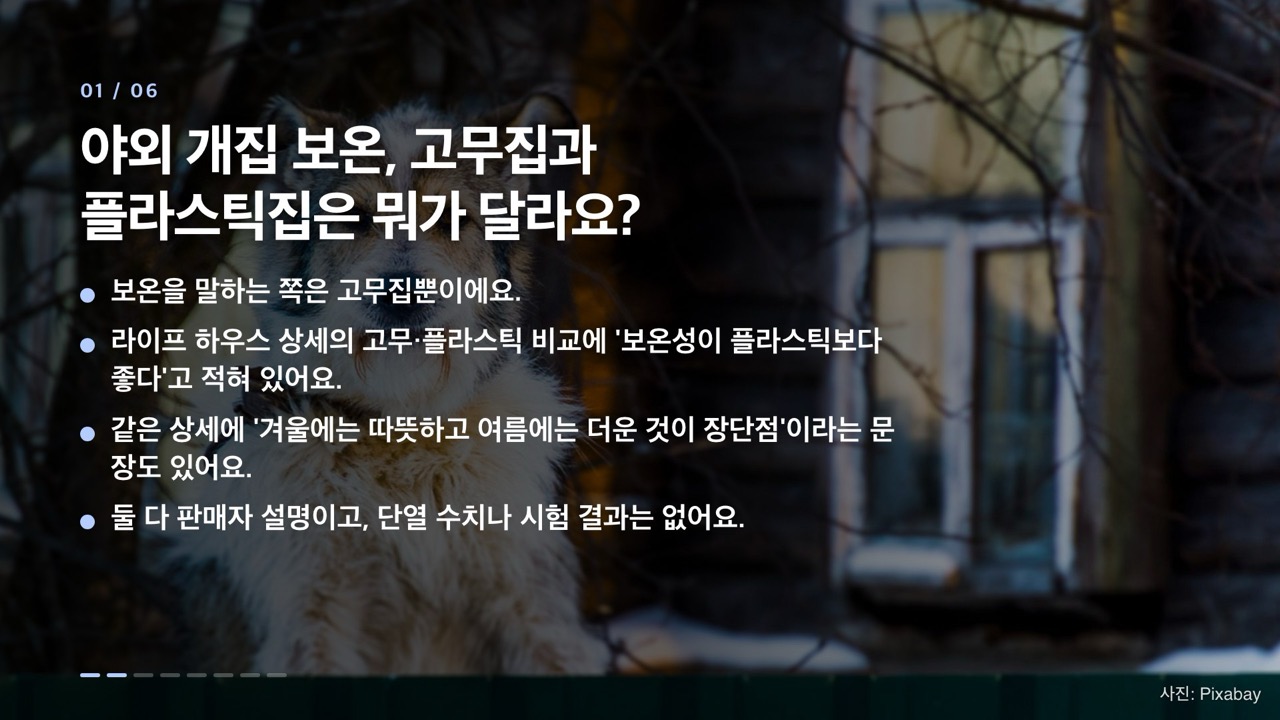 01 / 06
야외 개집 보온, 고무집과
플라스틱집은 뭐가 달라요?
보온을 말하는 쪽은 고무집뿐이에요.
라이프 하우스 상세의 고무·플라스틱 비교에 '보온성이 플라스틱보다
좋다'고 적혀 있어요.
같은 상세에 '겨울에는 따뜻하고 여름에는 더운 것이 장단점'이라는 문
장도 있어요.
둘 다 판매자 설명이고, 단열 수치나 시험 결과는 없어요.
사진: Pixabay